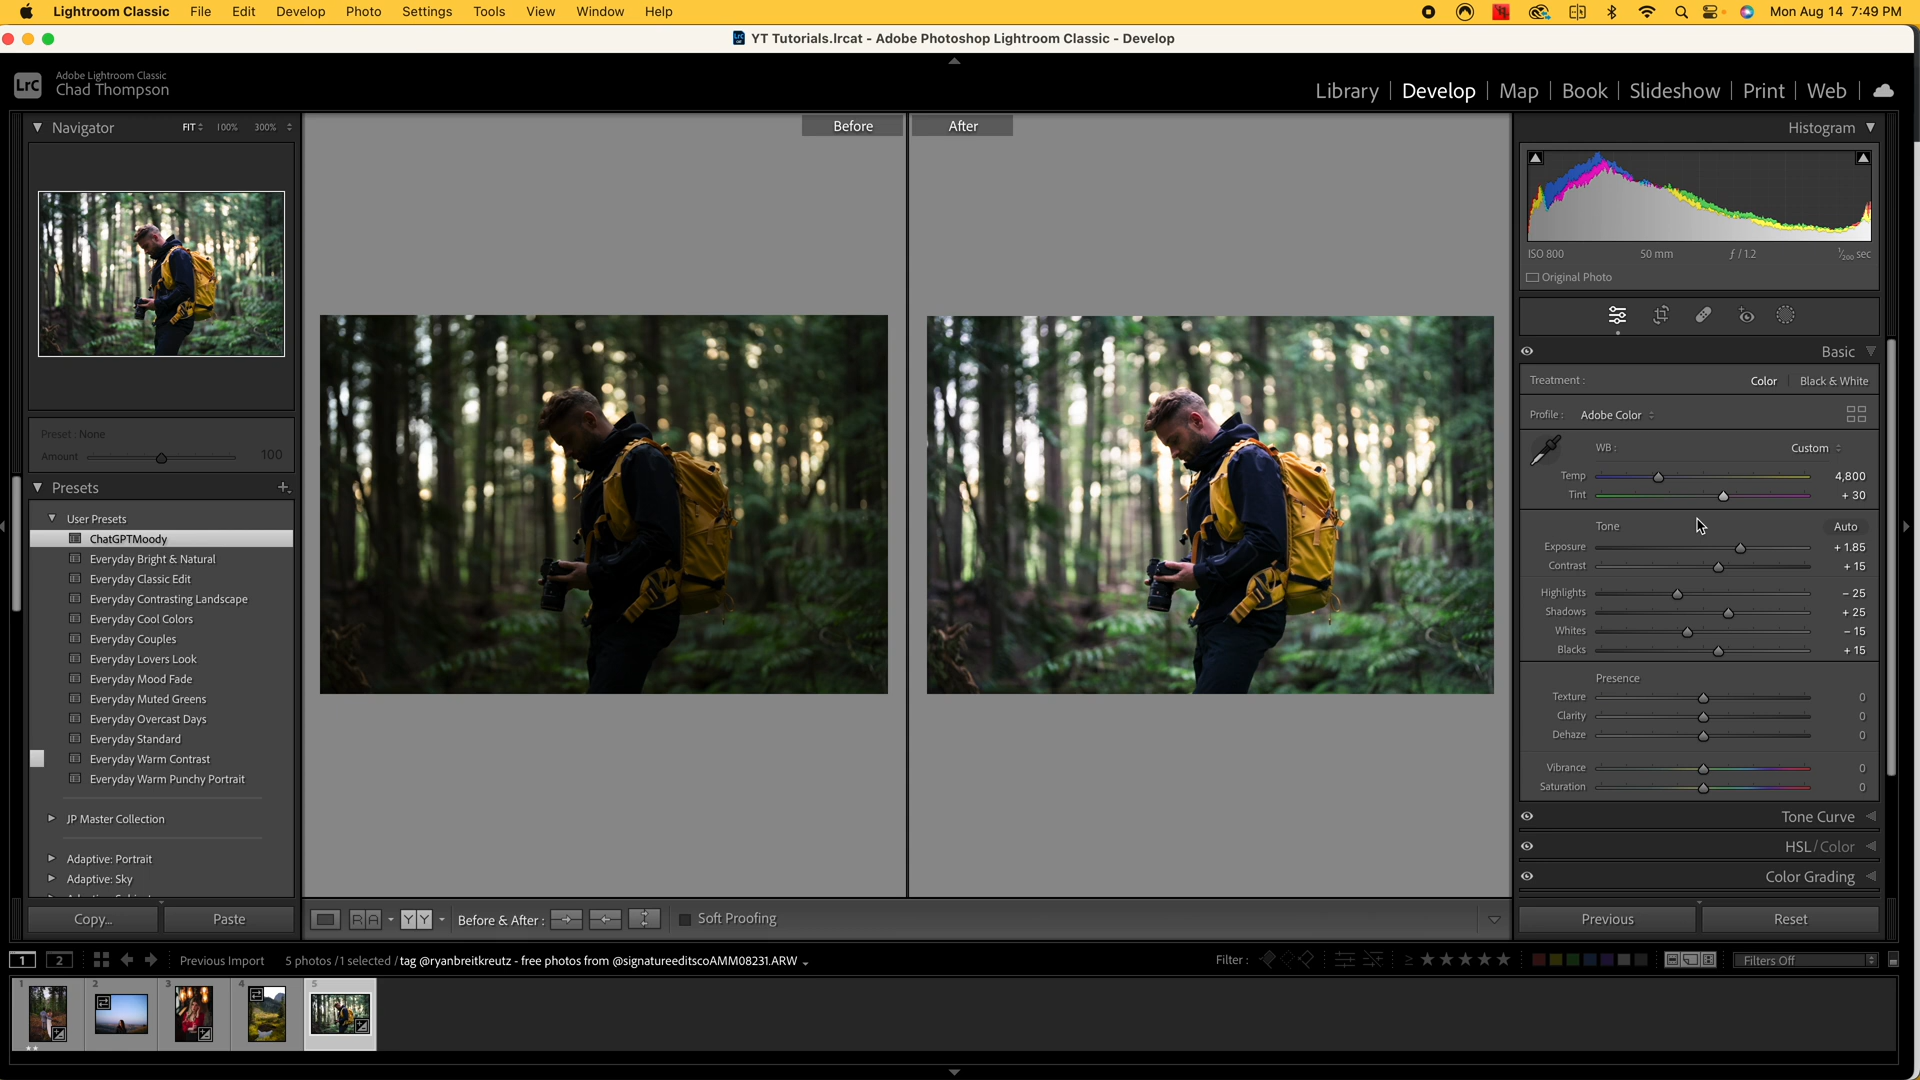 Lightroom Classic File Edit Develop Photo Settings Tools View Window Help Mon Aug 14 7:49 PM
YT Tutorials.lrcat - Adobe Photoshop Lightroom Classic - Develop
LrC Adobe Lightroom Classic
Chad Thompson
Library | Develop | Map | Book | Slideshow | Print | Web
Navigator FIT 100% 300%
Before After
Histogram
ISO 800 50 mm ƒ / 1.2 1/200 sec
Original Photo
Basic
Treatment : Color Black & White
Profile : Adobe Color
WB : Custom
Temp 4,800
Tint + 30
Tone Auto
Exposure + 1.85
Contrast + 15
Highlights - 25
Shadows + 25
Whites - 15
Blacks + 15
Presence
Texture 0
Clarity 0
Dehaze 0
Vibrance 0
Saturation 0
Tone Curve
HSL / Color
Color Grading
Previous Reset
Preset : None
Amount 100
Presets
User Presets
ChatGPTMoody
Everyday Bright & Natural
Everyday Classic Edit
Everyday Contrasting Landscape
Everyday Cool Colors
Everyday Couples
Everyday Lovers Look
Everyday Mood Fade
Everyday Muted Greens
Everyday Overcast Days
Everyday Standard
Everyday Warm Contrast
Everyday Warm Punchy Portrait
JP Master Collection
Adaptive: Portrait
Adaptive: Sky
Copy... Paste
R A Y Y Before & After : Soft Proofing
1 2 Previous Import 5 photos / 1 selected / tag @ryanbreitkreutz - free photos from @signatureeditscoAMM08231.ARW
Filter : Filters Off
1 2 3 4 5